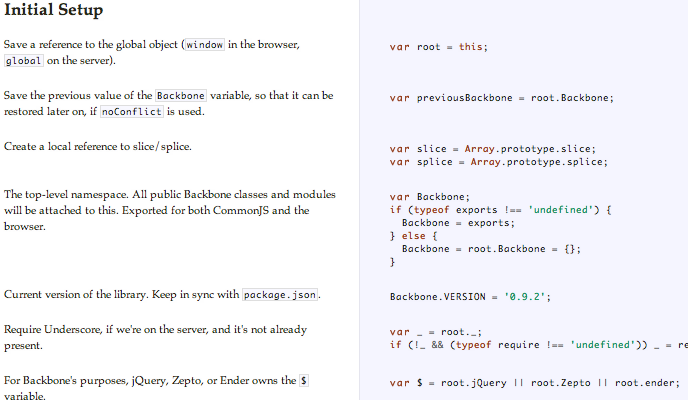 Initial Setup
Save a reference to the global object (window in the browser,
global on the server).
var root = this;
Save the previous value of the Backbone variable, so that it can be
restored later on, if noConflict is used.
var previousBackbone = root.Backbone;
Create a local reference to slice/splice.
var slice = Array.prototype.slice;
var splice = Array.prototype.splice;
The top-level namespace. All public Backbone classes and modules
will be attached to this. Exported for both CommonJS and the
browser.
var Backbone;
if (typeof exports !== 'undefined') {
  Backbone = exports;
} else {
  Backbone = root.Backbone = {};
}
Current version of the library. Keep in sync with package.json.
Backbone.VERSION = '0.9.2';
Require Underscore, if we're on the server, and it's not already
present.
var _ = root._;
if (!_ && (typeof require !== 'undefined')) _ = re
For Backbone's purposes, jQuery, Zepto, or Ender owns the $
variable.
var $ = root.jQuery || root.Zepto || root.ender;